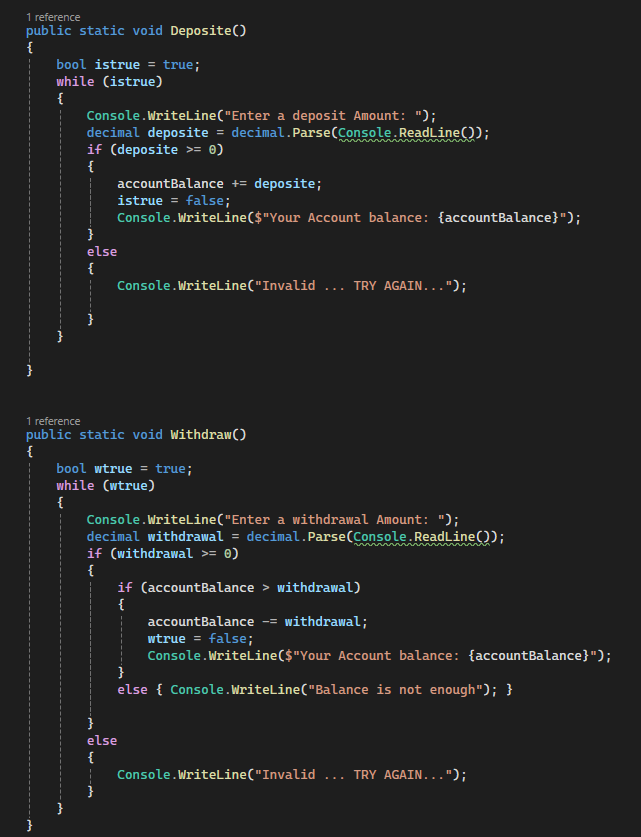 1 reference
public static void Deposite()
{
bool istrue = true;
while (istrue)
{
Console.WriteLine("Enter a deposit Amount: ");
decimal deposite = decimal.Parse(Console.ReadLine());
if (deposite >= 0)
{
accountBalance += deposite;
istrue = false;
Console.WriteLine($"Your Account balance: {accountBalance}");
}
else
{
Console.WriteLine("Invalid ... TRY AGAIN...");
}
}
}
1 reference
public static void Withdraw()
{
bool wtrue = true;
while (wtrue)
{
Console.WriteLine("Enter a withdrawal Amount: ");
decimal withdrawal = decimal.Parse(Console.ReadLine());
if (withdrawal >= 0)
{
if (accountBalance > withdrawal)
{
accountBalance -= withdrawal;
wtrue = false;
Console.WriteLine($"Your Account balance: {accountBalance}");
}
else { Console.WriteLine("Balance is not enough"); }
}
else
{
Console.WriteLine("Invalid ... TRY AGAIN...");
}
}
}